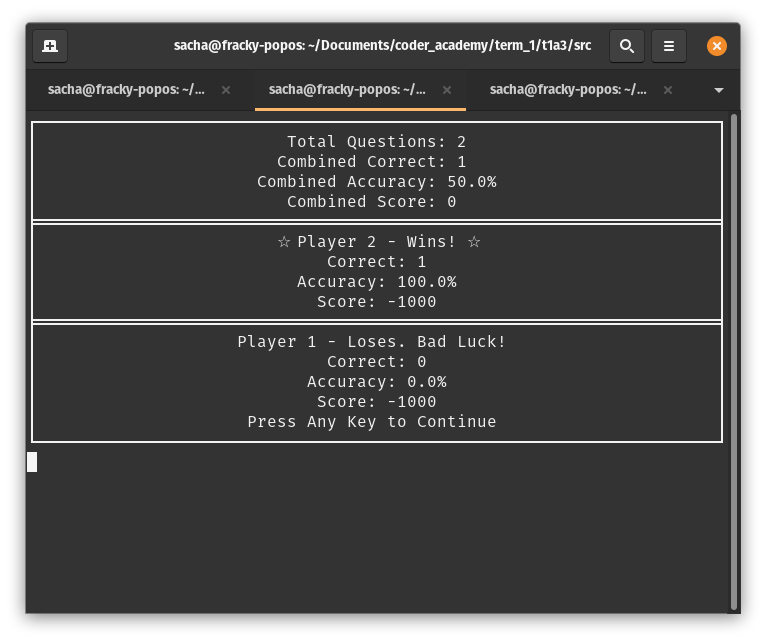 sacha@fracky-popos: ~/Documents/coder_academy/term_1/t1a3/src
sacha@fracky-popos: ~/...
sacha@fracky-popos: ~/...
sacha@fracky-popos: ~/...
Total Questions: 2
Combined Correct: 1
Combined Accuracy: 50.0%
Combined Score: 0
☆ Player 2 - Wins! ☆
Correct: 1
Accuracy: 100.0%
Score: -1000
Player 1 - Loses. Bad Luck!
Correct: 0
Accuracy: 0.0%
Score: -1000
Press Any Key to Continue